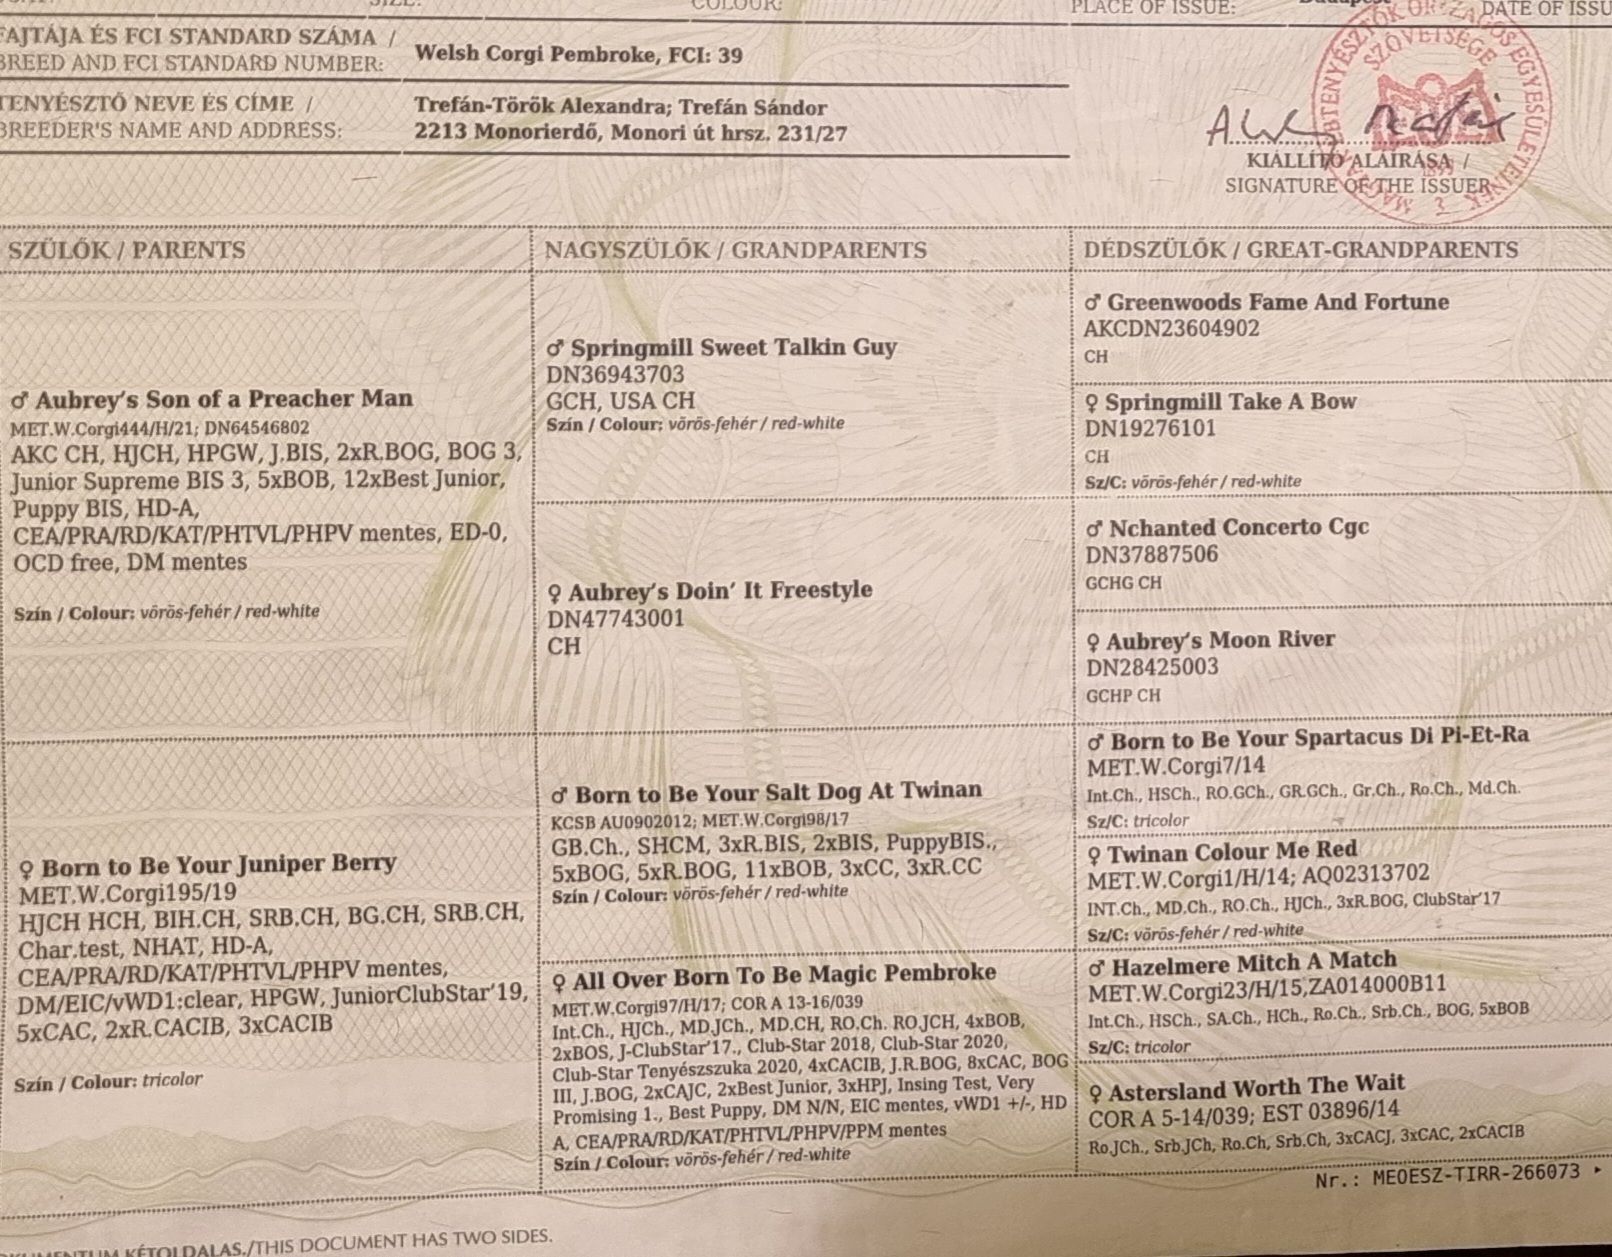 SIZE:
COLOUR:
PLACE OF ISSUE:
DATE OF ISSU
FAJTÁJA ÉS FCI STANDARD SZÁMA /
BREED AND FCI STANDARD NUMBER:
Welsh Corgi Pembroke, FCI: 39
TENYÉSZTŐ NEVE ÉS CÍME /
BREEDER'S NAME AND ADDRESS:
Trefán-Török Alexandra; Trefán Sándor
2213 Monorierdő, Monori út hrsz. 231/27
KIÁLLÍTÓ ALÁÍRÁSA /
SIGNATURE OF THE ISSUER
SZÜLŐK / PARENTS
NAGYSZÜLŐK / GRANDPARENTS
DÉDSZÜLŐK / GREAT-GRANDPARENTS
♂ Aubrey's Son of a Preacher Man
MET.W.Corgi444/H/21; DN64546802
AKC CH, HJCH, HPGW, J.BIS, 2xR.BOG, BOG 3,
Junior Supreme BIS 3, 5xBOB, 12xBest Junior,
Puppy BIS, HD-A,
CEA/PRA/RD/KAT/PHTVL/PHPV mentes, ED-0,
OCD free, DM mentes
Szín / Colour: vörös-fehér / red-white
♀ Born to Be Your Juniper Berry
MET.W.Corgi195/19
HJCH HCH, BIH.CH, SRB.CH, BG.CH, SRB.CH,
Char.test, NHAT, HD-A,
CEA/PRA/RD/KAT/PHTVL/PHPV mentes,
DM/EIC/vWD1:clear, HPGW, JuniorClubStar'19,
5xCAC, 2xR.CACIB, 3xCACIB
Szín / Colour: tricolor
♂ Springmill Sweet Talkin Guy
DN36943703
GCH, USA CH
Szín / Colour: vörös-fehér / red-white
♀ Aubrey's Doin' It Freestyle
DN47743001
CH
♂ Born to Be Your Salt Dog At Twinan
KCSB AU0902012; MET.W.Corgi98/17
GB.Ch., SHCM, 3xR.BIS, 2xBIS, PuppyBIS.,
5xBOG, 5xR.BOG, 11xBOB, 3xCC, 3xR.CC
Szín / Colour: vörös-fehér / red-white
♀ All Over Born To Be Magic Pembroke
MET.W.Corgi97/H/17; COR A 13-16/039
Int.Ch., HJCh., MD.JCh., MD.CH, RO.Ch. RO.JCH, 4xBOB,
2xBOS, J-ClubStar'17., Club-Star 2018, Club-Star 2020,
Club-Star Tenyészszuka 2020, 4xCACIB, J.R.BOG, 8xCAC, BOG
III, J.BOG, 2xCAJC, 2xBest Junior, 3xHPJ, Insing Test, Very
Promising 1., Best Puppy, DM N/N, EIC mentes, vWD1 +/-, HD
A, CEA/PRA/RD/KAT/PHTVL/PHPV/PPM mentes
Szín / Colour: vörös-fehér / red-white
♂ Greenwoods Fame And Fortune
AKCDN23604902
CH
♀ Springmill Take A Bow
DN19276101
CH
Sz/C: vörös-fehér / red-white
♂ Nchanted Concerto Cgc
DN37887506
GCHG CH
♀ Aubrey's Moon River
DN28425003
GCHP CH
♂ Born to Be Your Spartacus Di Pi-Et-Ra
MET.W.Corgi7/14
Int.Ch., HSCh., RO.GCh., GR.GCh., Gr.Ch., Ro.Ch., Md.Ch.
Sz/C: tricolor
♀ Twinan Colour Me Red
MET.W.Corgi1/H/14; AQ02313702
INT.Ch., MD.Ch., RO.Ch., HJCh., 3xR.BOG, ClubStar'17
Sz/C: vörös-fehér / red-white
♂ Hazelmere Mitch A Match
MET.W.Corgi23/H/15,ZA014000B11
Int.Ch., HSCh., SA.Ch., HCh., Ro.Ch., Srb.Ch., BOG, 5xBOB
Sz/C: tricolor
♀ Astersland Worth The Wait
COR A 5-14/039; EST 03896/14
Ro.JCh., Srb.JCh, Ro.Ch, Srb.Ch, 3xCACJ, 3xCAC, 2xCACIB
Nr.: MEOESZ-TIRR-266073
KÉTOLDALAS./THIS DOCUMENT HAS TWO SIDES.